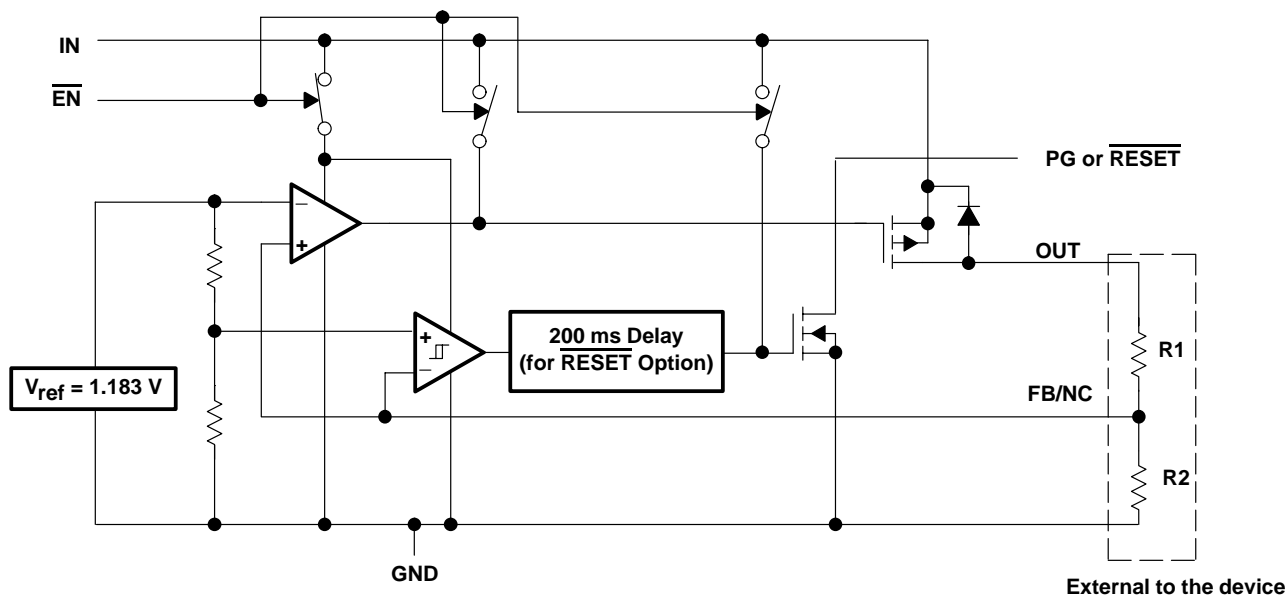 IN
EN
PG or RESET
OUT
200 ms Delay
(for RESET Option)
R1
Vref = 1.183 V
FB/NC
R2
GND
External to the device